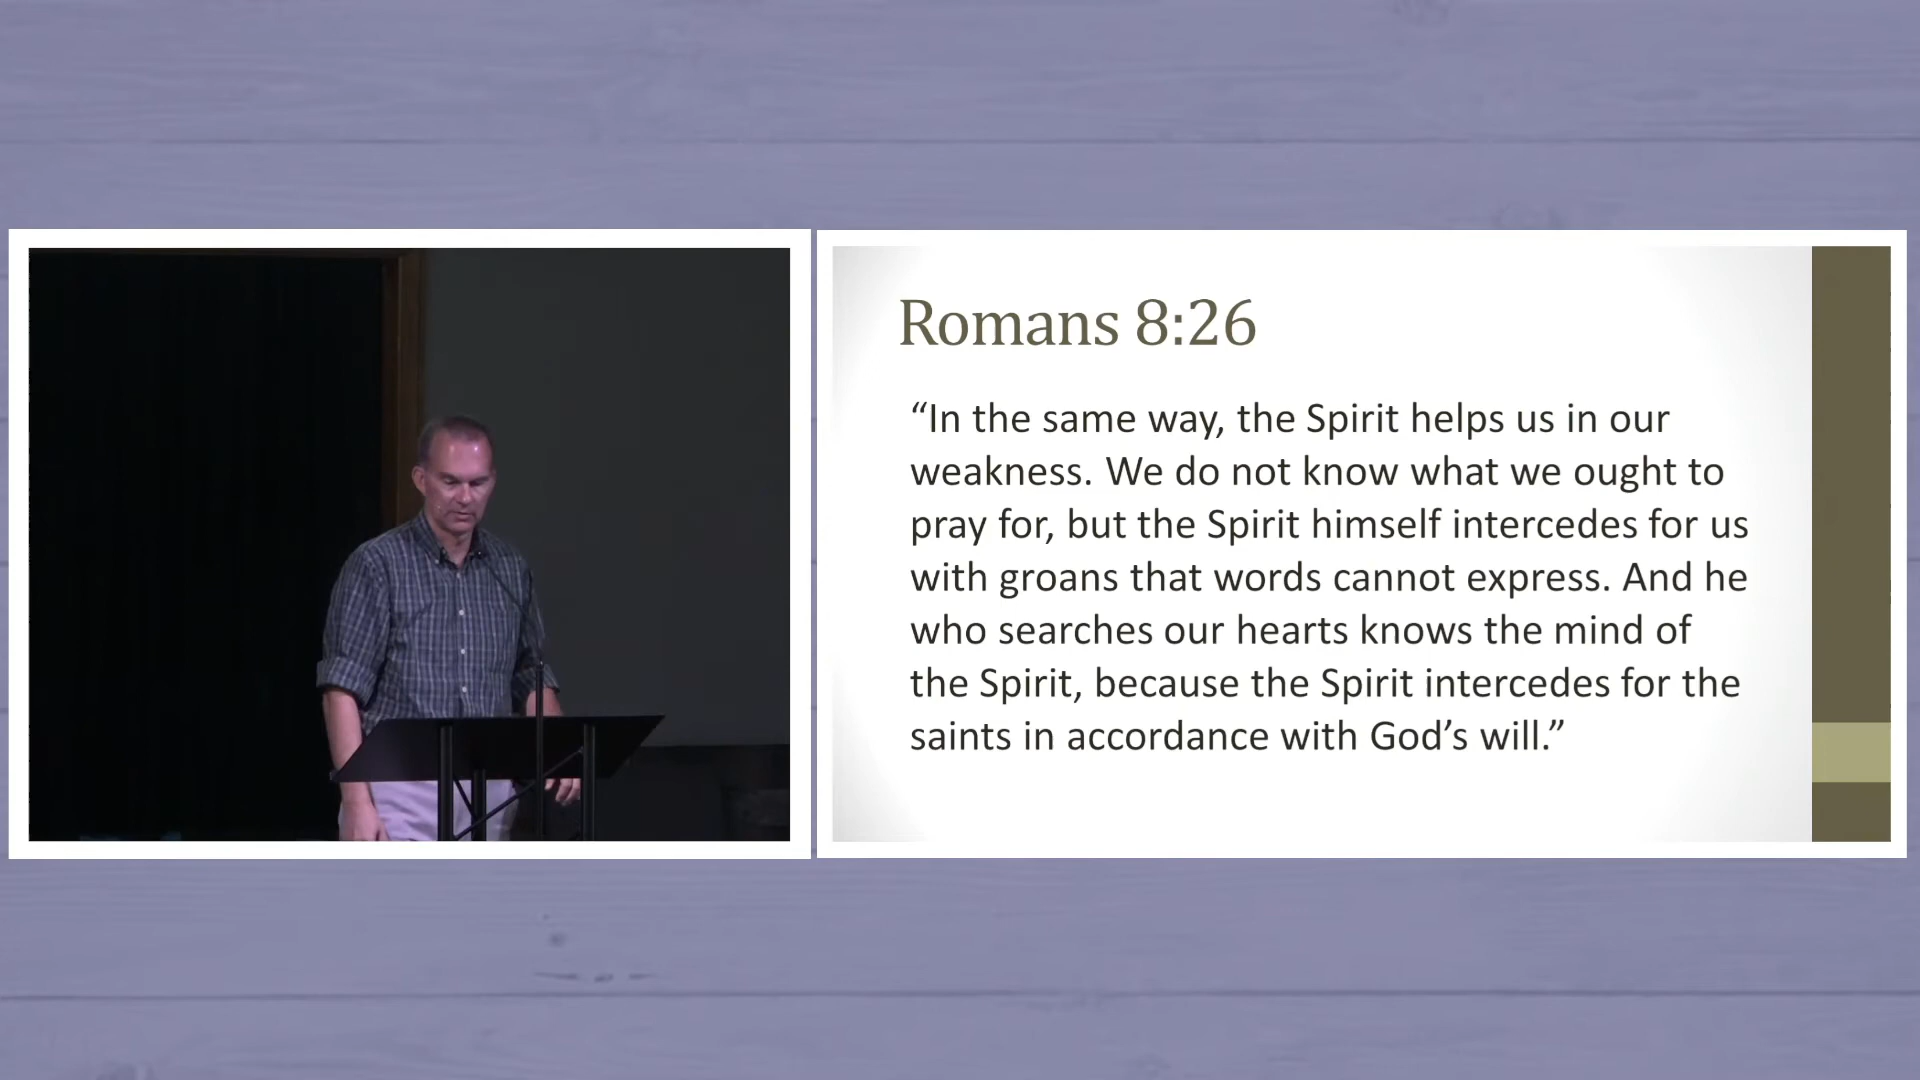 Romans 8:26
“In the same way, the Spirit helps us in our
weakness. We do not know what we ought to
pray for, but the Spirit himself intercedes for us
with groans that words cannot express. And he
who searches our hearts knows the mind of
the Spirit, because the Spirit intercedes for the
saints in accordance with God’s will.”